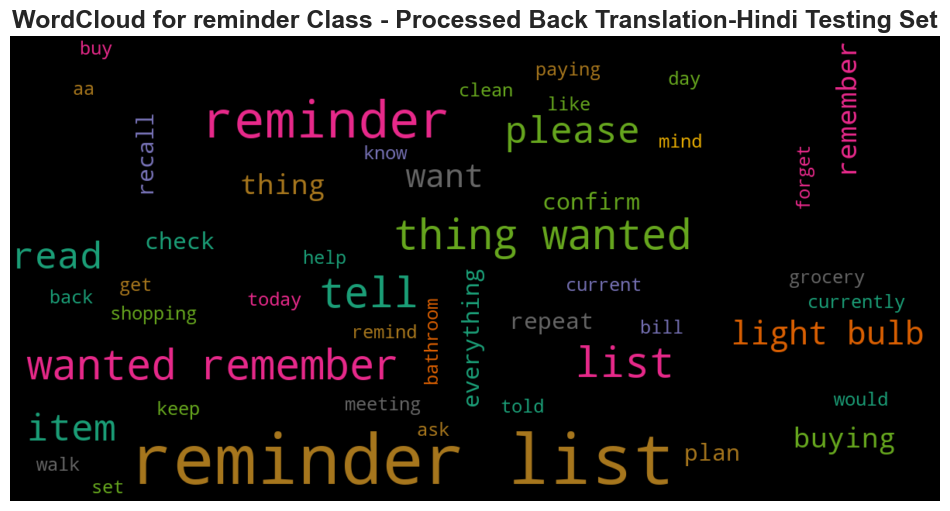 WordCloud for reminder Class - Processed Back Translation-Hindi Testing Set
buy
paying
day
remember
aa
clean
like
reminder
please
recall
know
mind
forget
thing
want
confirm
thing wanted
read
check
help
tell
everything
current
grocery
back
get
today
currently
shopping
bathroom
remind
repeat
bill
light bulb
wanted remember
list
keep
meeting
told
would
item
ask
buying
reminder list
plan
walk
set